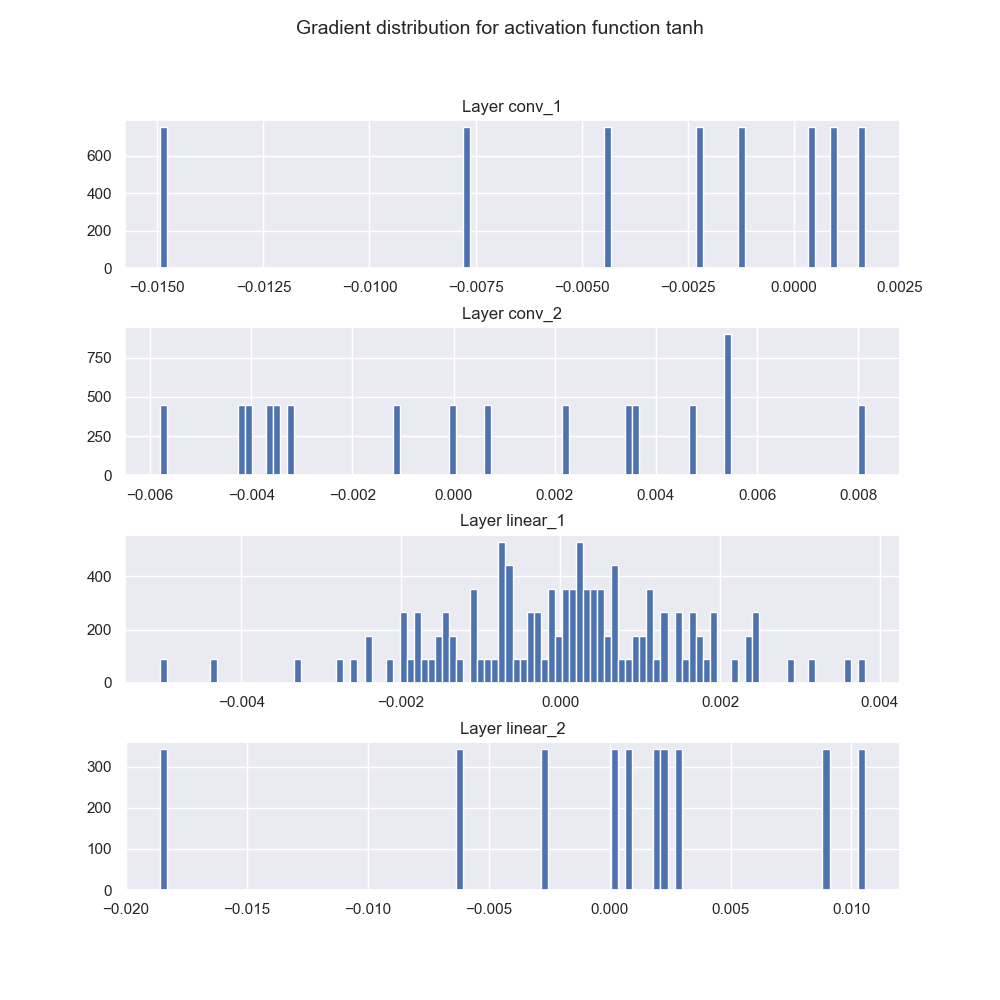 Gradient distribution for activation function tanh
Layer conv_1
600
400
200
0
−0.0150 −0.0125 −0.0100 −0.0075 −0.0050 −0.0025 0.0000 0.0025
Layer conv_2
750
500
250
0
−0.006 −0.004 −0.002 0.000 0.002 0.004 0.006 0.008
Layer linear_1
400
200
0
−0.004 −0.002 0.000 0.002 0.004
Layer linear_2
300
200
100
0
−0.020 −0.015 −0.010 −0.005 0.000 0.005 0.010